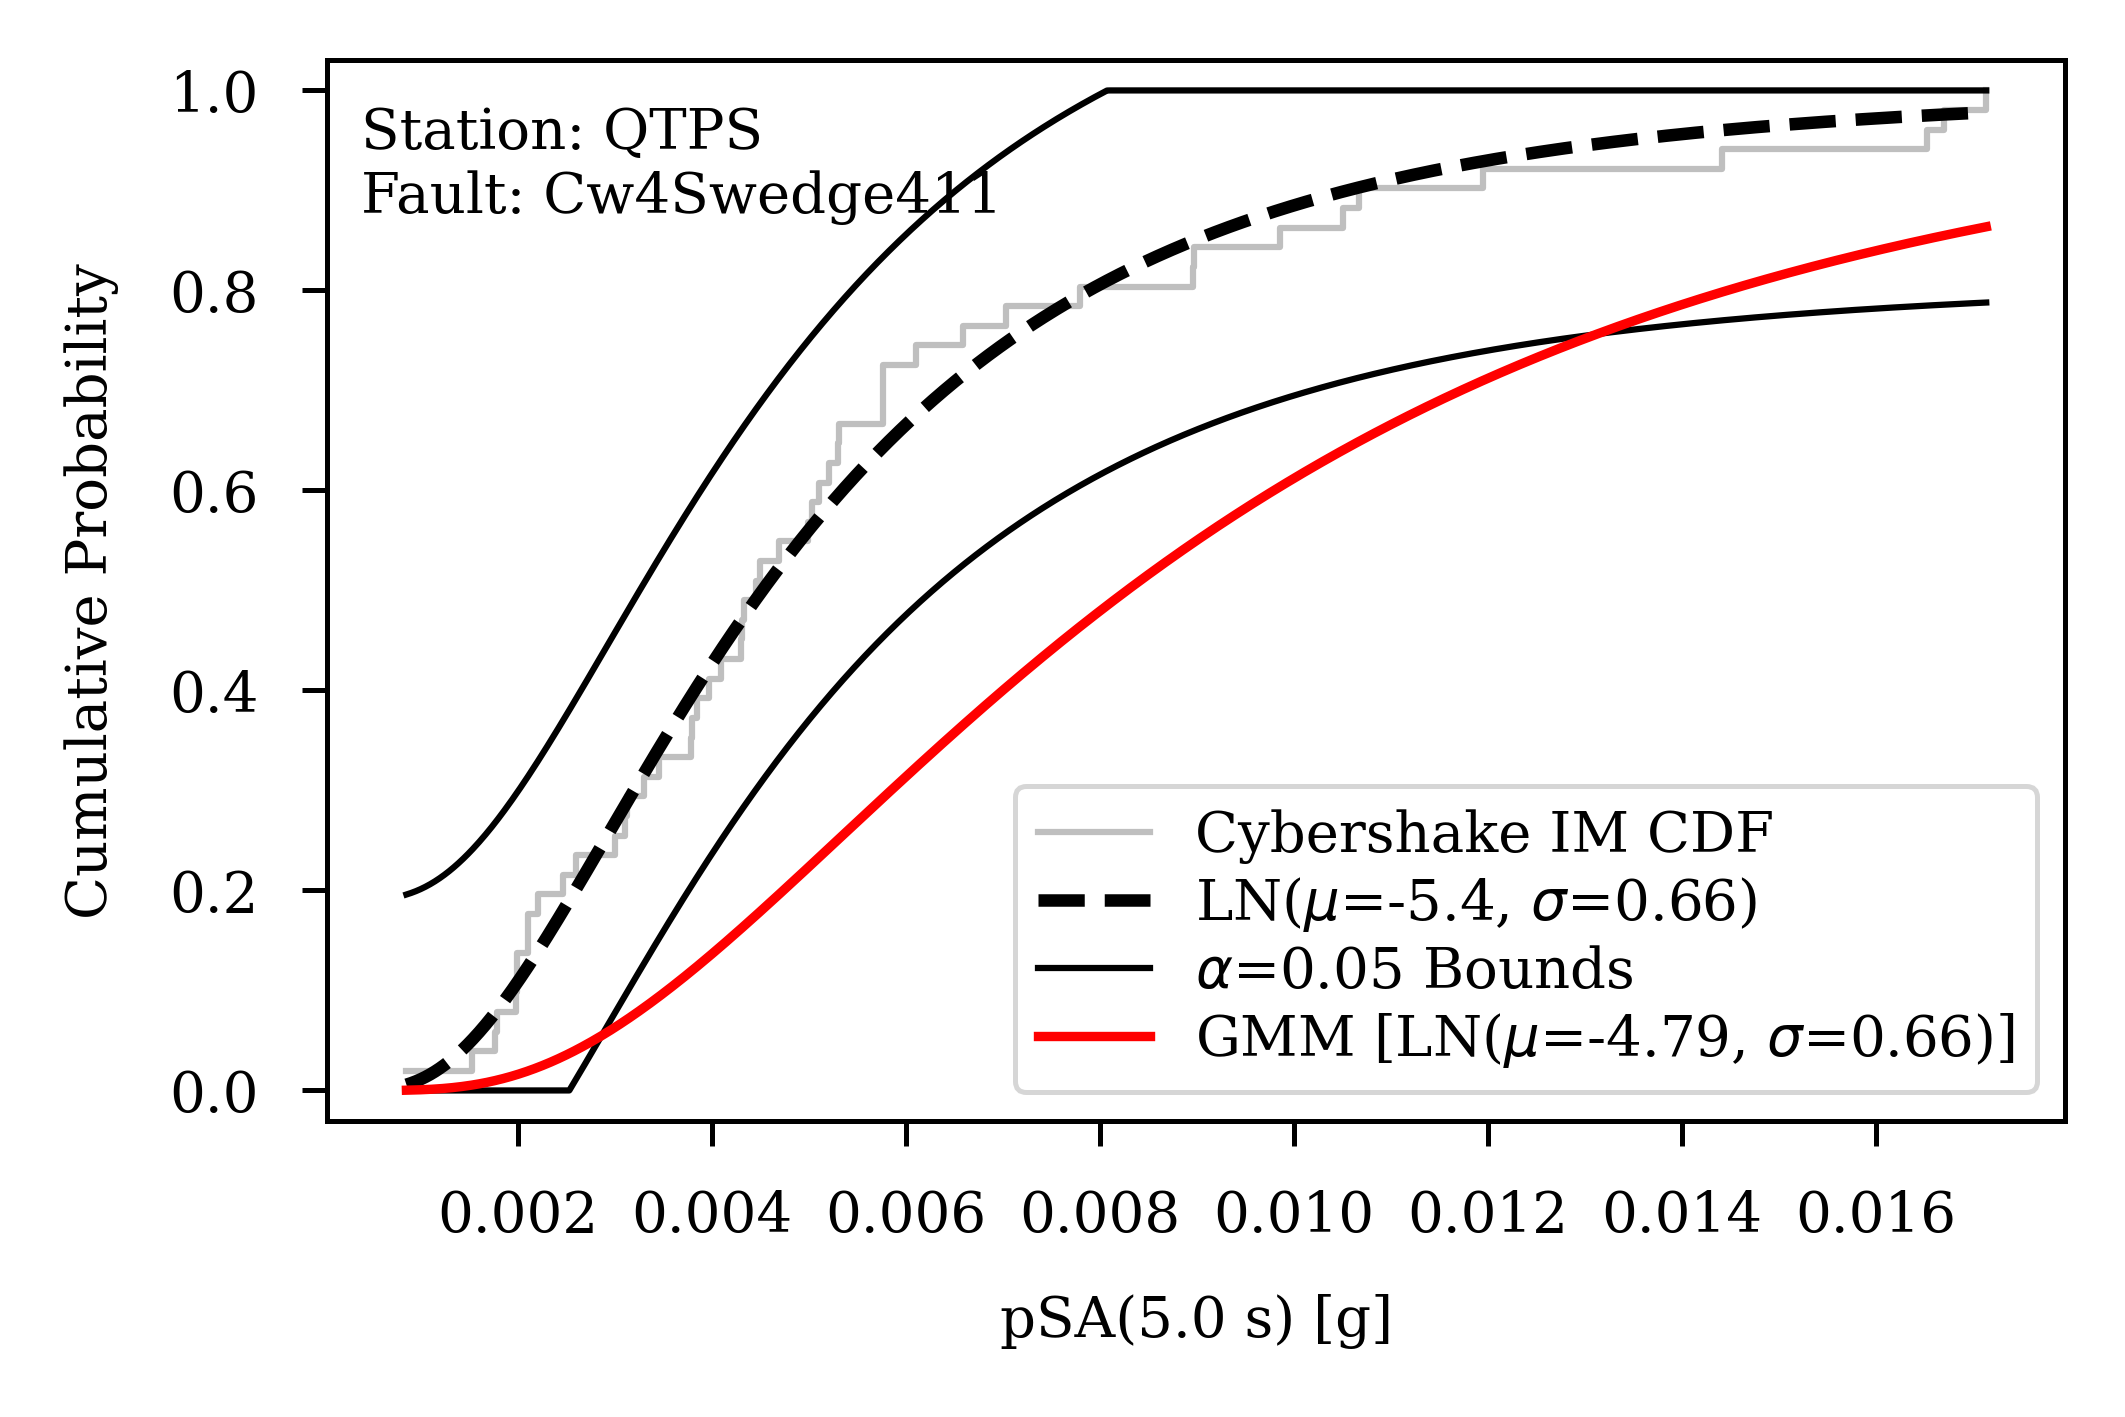 Station: QTPS
Fault: Cw4Swedge411
Cumulative Probability
1.0
0.8
0.6
0.4
0.2
0.0
Cybershake IM CDF
LN(μ=-5.4, σ=0.66)
α=0.05 Bounds
GMM [LN(μ=-4.79, σ=0.66)]
0.002 0.004 0.006 0.008 0.010 0.012 0.014 0.016
pSA(5.0 s) [g]